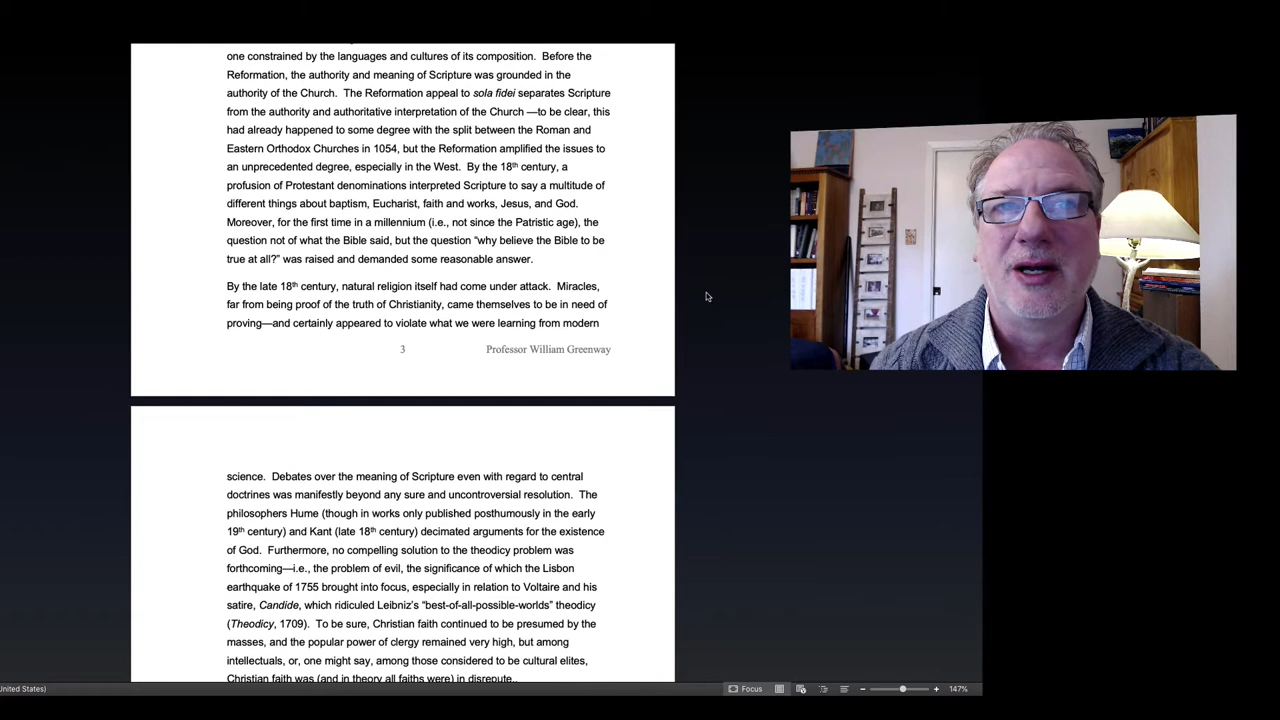 one constrained by the languages and cultures of its composition.  Before the
Reformation, the authority and meaning of Scripture was grounded in the
authority of the Church.  The Reformation appeal to sola fidei separates Scripture
from the authority and authoritative interpretation of the Church —to be clear, this
had already happened to some degree with the split between the Roman and
Eastern Orthodox Churches in 1054, but the Reformation amplified the issues to
an unprecedented degree, especially in the West.  By the 18th century, a
profusion of Protestant denominations interpreted Scripture to say a multitude of
different things about baptism, Eucharist, faith and works, Jesus, and God.
Moreover, for the first time in a millennium (i.e., not since the Patristic age), the
question not of what the Bible said, but the question “why believe the Bible to be
true at all?” was raised and demanded some reasonable answer.
By the late 18th century, natural religion itself had come under attack.  Miracles,
far from being proof of the truth of Christianity, came themselves to be in need of
proving—and certainly appeared to violate what we were learning from modern
3 Professor William Greenway
science.  Debates over the meaning of Scripture even with regard to central
doctrines was manifestly beyond any sure and uncontroversial resolution.  The
philosophers Hume (though in works only published posthumously in the early
19th century) and Kant (late 18th century) decimated arguments for the existence
of God.  Furthermore, no compelling solution to the theodicy problem was
forthcoming—i.e., the problem of evil, the significance of which the Lisbon
earthquake of 1755 brought into focus, especially in relation to Voltaire and his
satire, Candide, which ridiculed Leibniz’s “best-of-all-possible-worlds” theodicy
(Theodicy, 1709).  To be sure, Christian faith continued to be presumed by the
masses, and the popular power of clergy remained very high, but among
intellectuals, or, one might say, among those considered to be cultural elites,
Christian faith was (and in theory all faiths were) in disrepute..
United States) Focus 147%